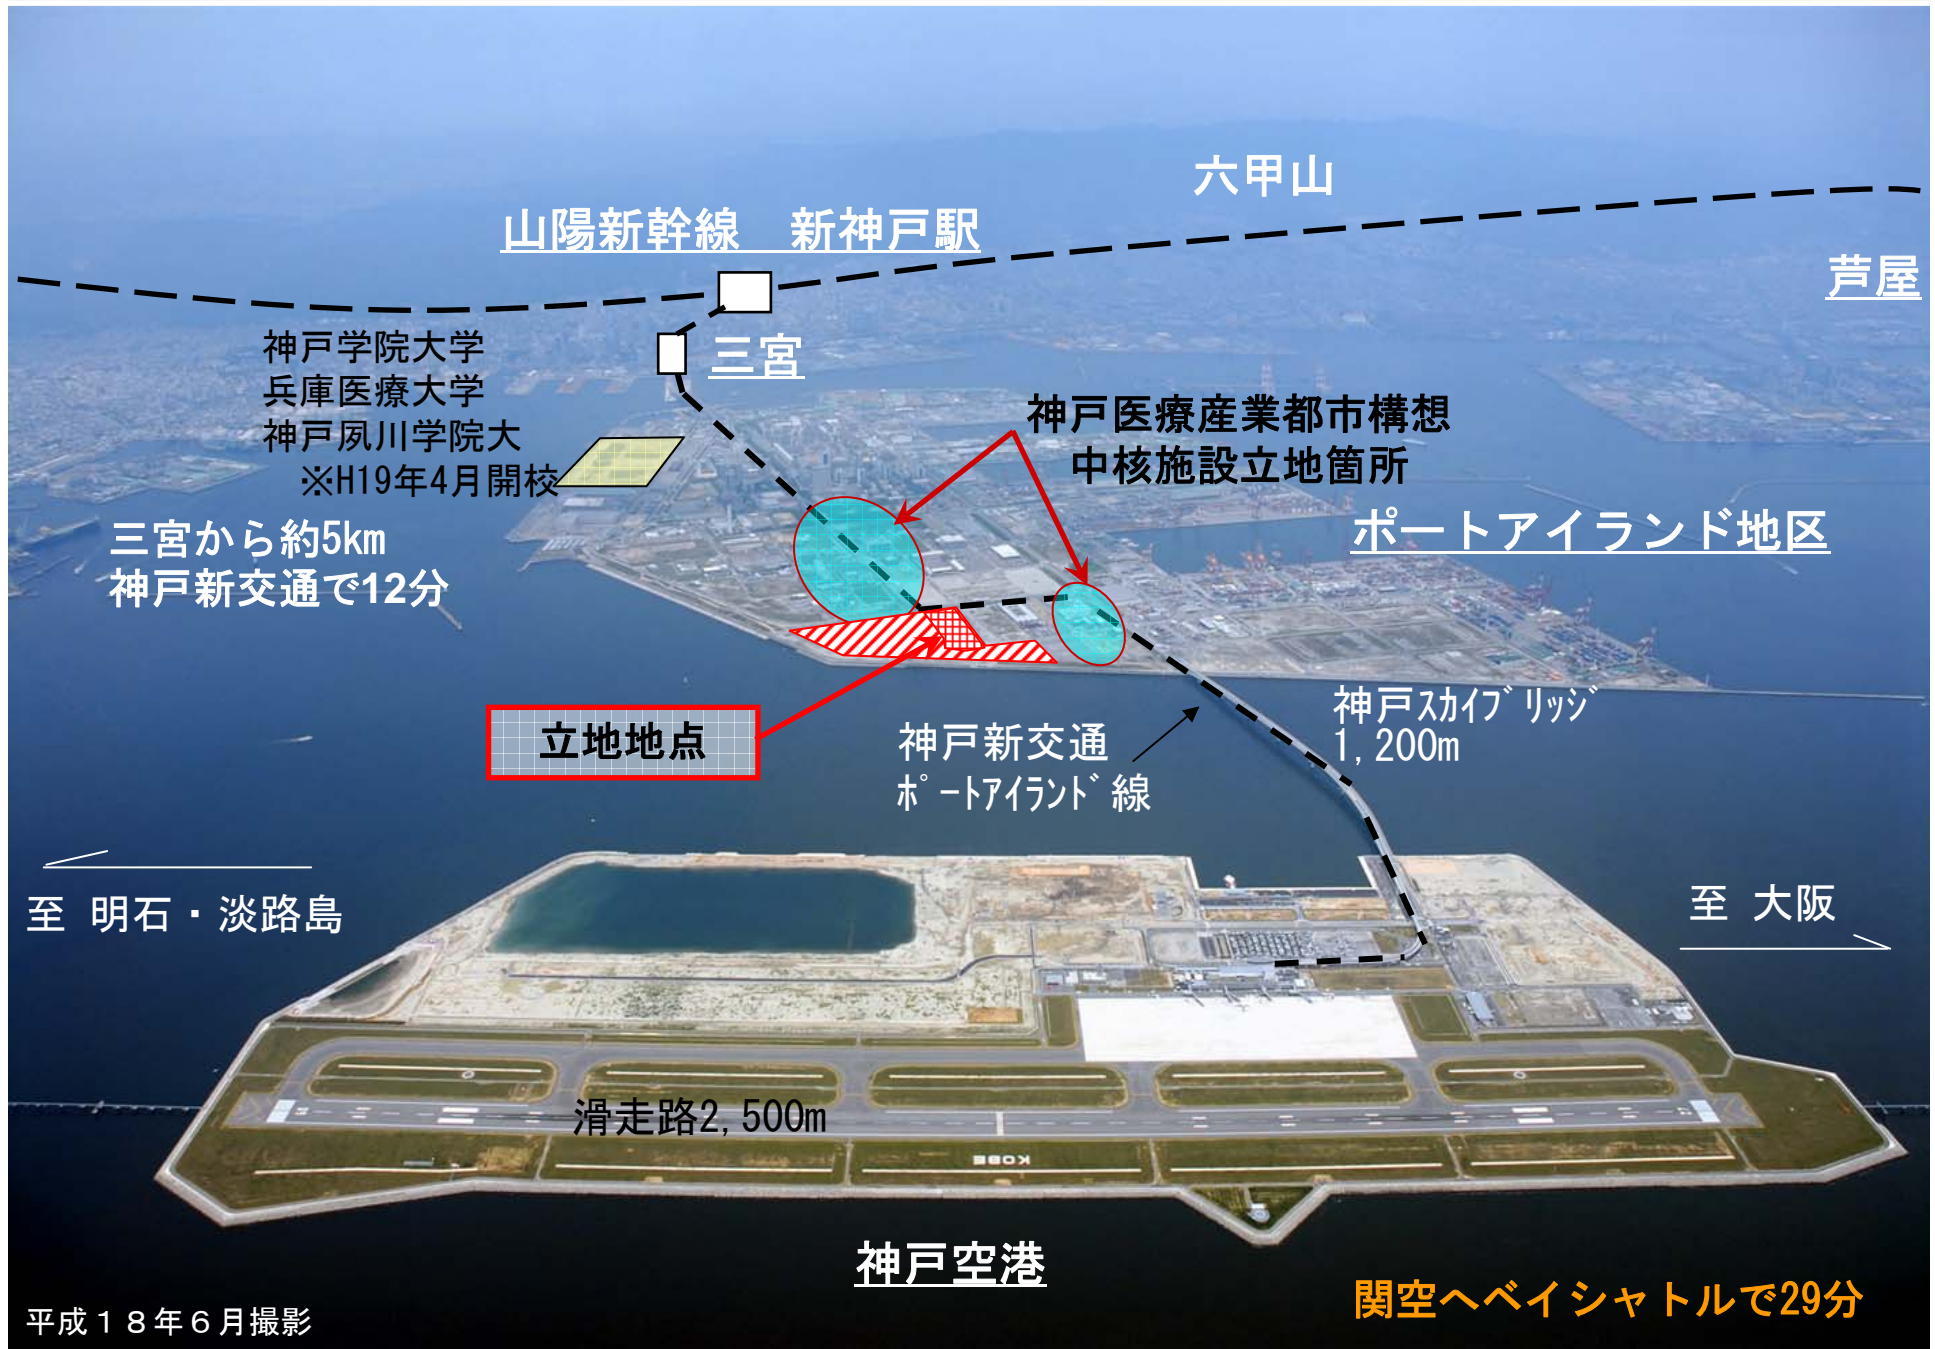 六甲山
山陽新幹線　新神戸駅
芦屋
三宮
神戸学院大学
兵庫医療大学
神戸夙川学院大
※H19年4月開校
神戸医療産業都市構想
中核施設立地箇所
三宮から約5km
神戸新交通で12分
ポートアイランド地区
立地地点
神戸新交通
ﾎﾟｰﾄｱｲﾗﾝﾄﾞ線
神戸ｽｶｲﾌﾞﾘｯｼﾞ
1,200m
至 明石・淡路島
至 大阪
滑走路2,500m
KOBE
神戸空港
関空へベイシャトルで29分
平成１８年６月撮影